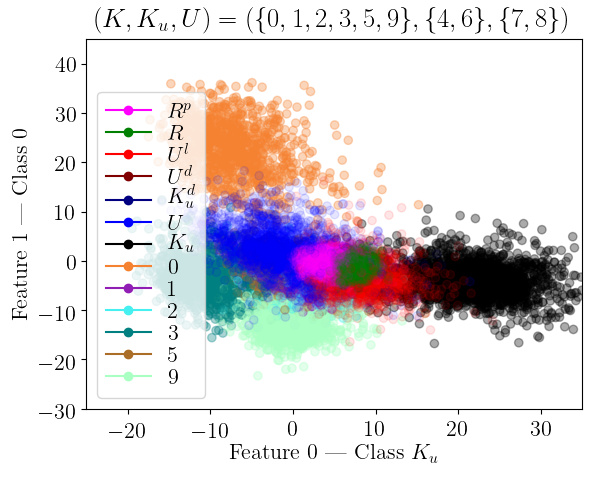 (K, K_u, U) = ({0, 1, 2, 3, 5, 9}, {4, 6}, {7, 8})
Feature 1 — Class 0
40
30
20
10
0
−10
−20
−30
R^p
R
U^l
U^d
K_u^d
U
K_u
0
1
2
3
5
9
−20 −10 0 10 20 30
Feature 0 — Class K_u